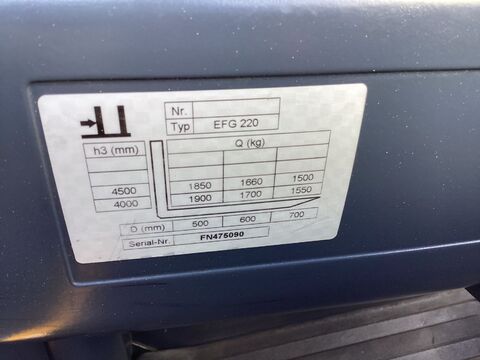 Nr.
Typ EFG 220
h3 (mm) Q (kg)
4500 1850 1660 1500
4000 1900 1700 1550
D (mm) 500 600 700
Serial-Nr. FN475090